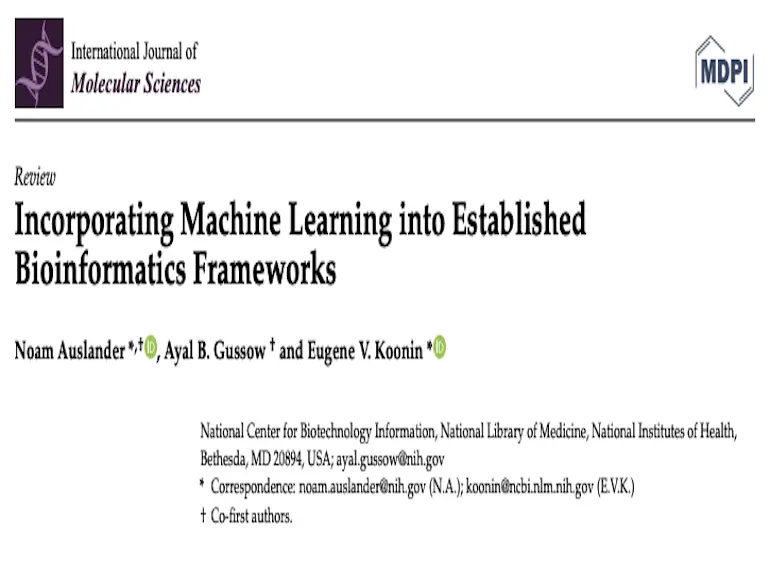 International Journal of
Molecular Sciences
MDPI
Review
Incorporating Machine Learning into Established
Bioinformatics Frameworks
Noam Auslander *,† iD, Ayal B. Gussow † and Eugene V. Koonin * iD
National Center for Biotechnology Information, National Library of Medicine, National Institutes of Health,
Bethesda, MD 20894, USA; ayal.gussow@nih.gov
* Correspondence: noam.auslander@nih.gov (N.A.); koonin@ncbi.nlm.nih.gov (E.V.K.)
† Co-first authors.